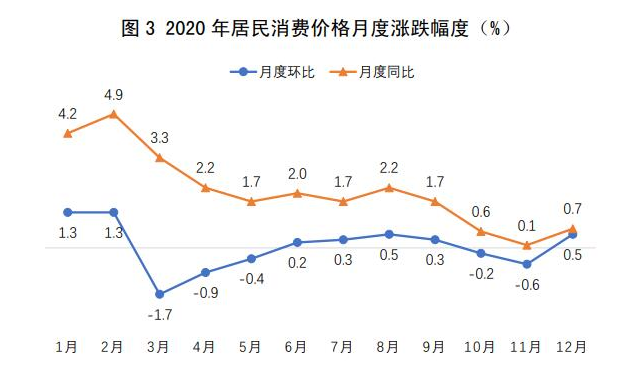 图 3 2020 年居民消费价格月度涨跌幅度（%）
月度环比 月度同比
4.2 4.9 3.3 2.2 1.7 2.0 1.7 2.2 1.7 0.6 0.1 0.7
1.3 1.3 -1.7 -0.9 -0.4 0.2 0.3 0.5 0.3 -0.2 -0.6 0.5
1月 2月 3月 4月 5月 6月 7月 8月 9月 10月 11月 12月